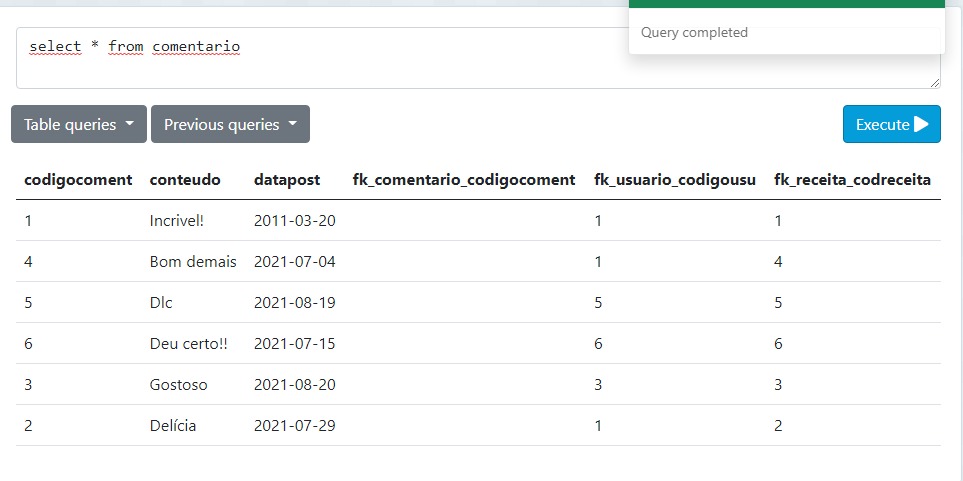 select * from comentario
Query completed
Table queries Previous queries Execute
codigocoment conteudo datapost fk_comentario_codigocoment fk_usuario_codigousu fk_receita_codreceita
1 Incrivel! 2011-03-20 1 1
4 Bom demais 2021-07-04 1 4
5 Dlc 2021-08-19 5 5
6 Deu certo!! 2021-07-15 6 6
3 Gostoso 2021-08-20 3 3
2 Delícia 2021-07-29 1 2